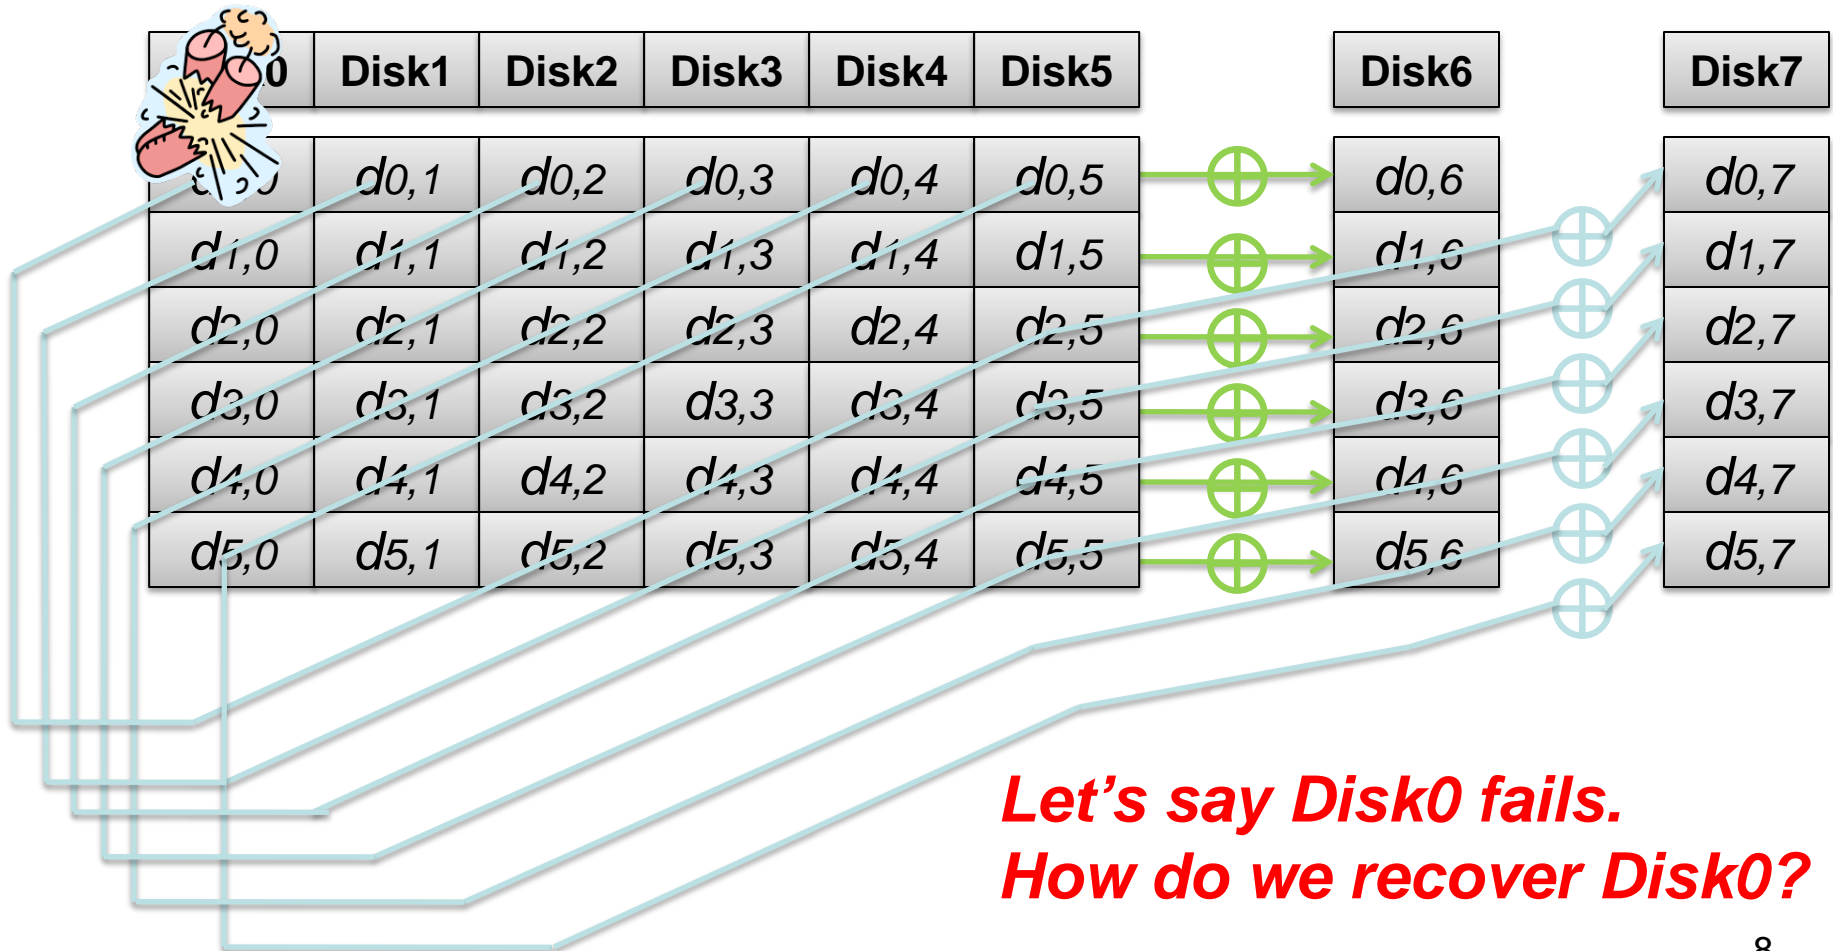 Disk1 Disk2 Disk3 Disk4 Disk5 Disk6 Disk7
d0,1 d0,2 d0,3 d0,4 d0,5 d0,6 d0,7
d1,0 d1,1 d1,2 d1,3 d1,4 d1,5 d1,6 d1,7
d2,0 d2,1 d2,2 d2,3 d2,4 d2,5 d2,6 d2,7
d3,0 d3,1 d3,2 d3,3 d3,4 d3,5 d3,6 d3,7
d4,0 d4,1 d4,2 d4,3 d4,4 d4,5 d4,6 d4,7
d5,0 d5,1 d5,2 d5,3 d5,4 d5,5 d5,6 d5,7
Let’s say Disk0 fails.
How do we recover Disk0?
8